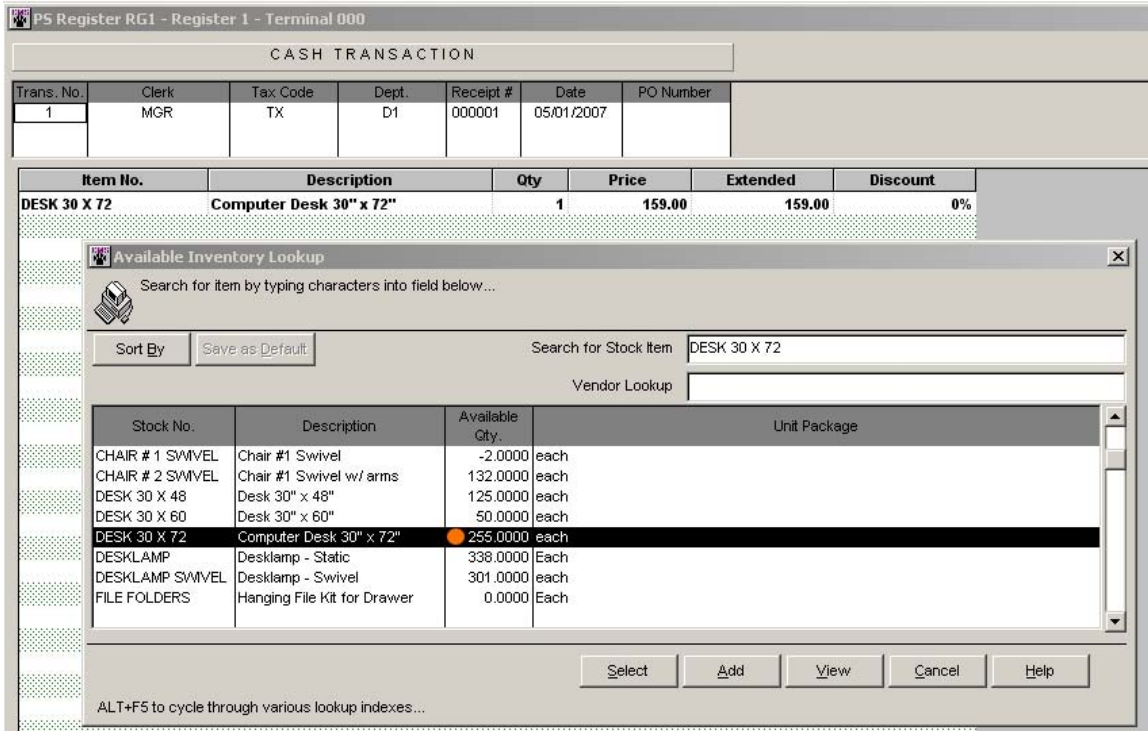 PS Register RG1 - Register 1 - Terminal 000
CASH TRANSACTION
Trans. No. Clerk Tax Code Dept. Receipt # Date PO Number
1 MGR TX D1 000001 05/01/2007
Item No. Description Qty Price Extended Discount
DESK 30 X 72 Computer Desk 30" x 72" 1 159.00 159.00 0%
Available Inventory Lookup
Search for item by typing characters into field below...
Sort By Save as Default Search for Stock Item DESK 30 X 72
Vendor Lookup
Stock No. Description Available Qty. Unit Package
CHAIR # 1 SWIVEL Chair #1 Swivel -2.0000 each
CHAIR # 2 SWIVEL Chair #1 Swivel w/ arms 132.0000 each
DESK 30 X 48 Desk 30" x 48" 125.0000 each
DESK 30 X 60 Desk 30" x 60" 50.0000 each
DESK 30 X 72 Computer Desk 30" x 72" 255.0000 each
DESKLAMP Desklamp - Static 338.0000 Each
DESKLAMP SWIVEL Desklamp - Swivel 301.0000 each
FILE FOLDERS Hanging File Kit for Drawer 0.0000 Each
Select Add View Cancel Help
ALT+F5 to cycle through various lookup indexes...